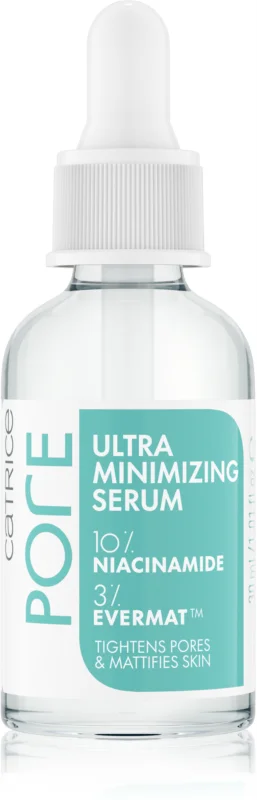 CATRICE
PORE
ULTRA
MINIMIZING
SERUM
10%
NIACINAMIDE
3%
EVERMAT™
TIGHTENS PORES
& MATTIFIES SKIN